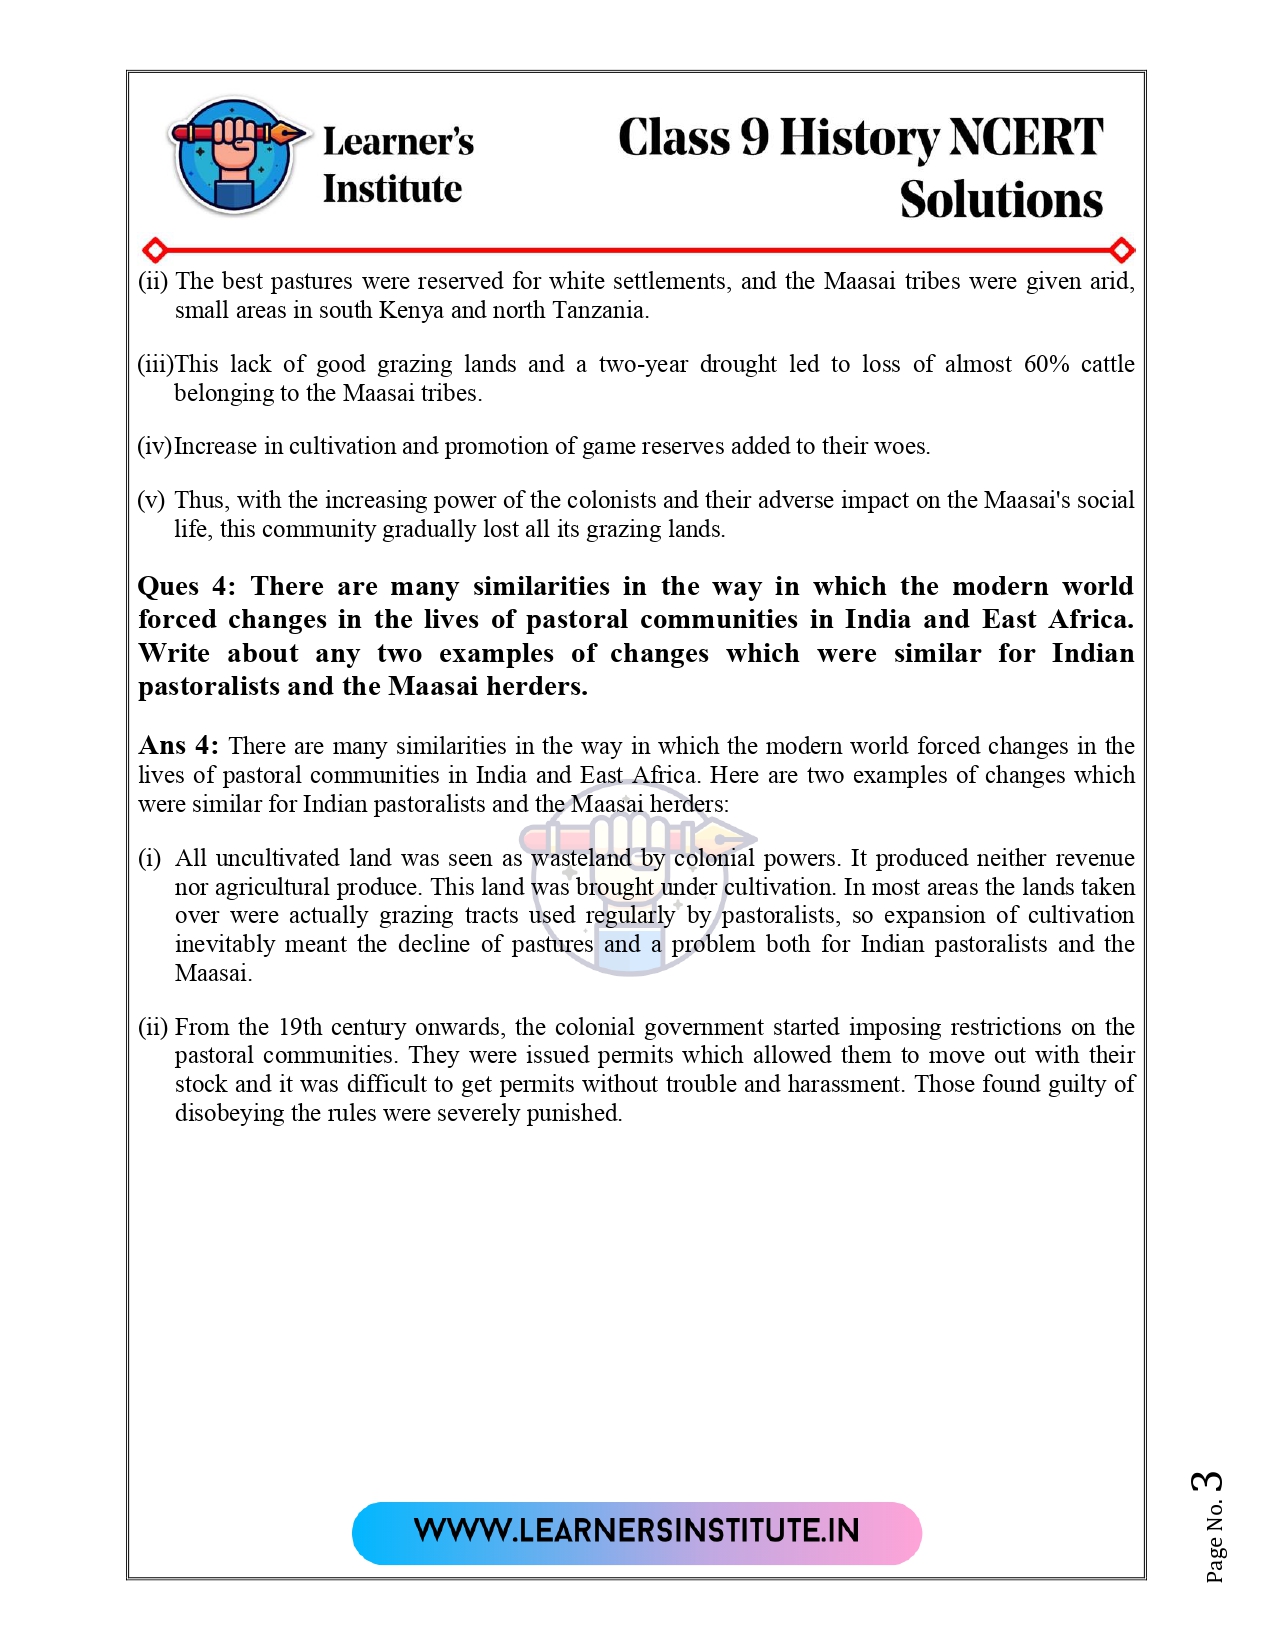 Learner's
Institute
Class 9 History NCERT
Solutions
(ii) The best pastures were reserved for white settlements, and the Maasai tribes were given arid,
small areas in south Kenya and north Tanzania.
(iii)This lack of good grazing lands and a two-year drought led to loss of almost 60% cattle
belonging to the Maasai tribes.
(iv)Increase in cultivation and promotion of game reserves added to their woes.
(v) Thus, with the increasing power of the colonists and their adverse impact on the Maasai's social
life, this community gradually lost all its grazing lands.
Ques 4: There are many similarities in the way in which the modern world
forced changes in the lives of pastoral communities in India and East Africa.
Write about any two examples of changes which were similar for Indian
pastoralists and the Maasai herders.
Ans 4: There are many similarities in the way in which the modern world forced changes in the
lives of pastoral communities in India and East Africa. Here are two examples of changes which
were similar for Indian pastoralists and the Maasai herders:
(i) All uncultivated land was seen as wasteland by colonial powers. It produced neither revenue
nor agricultural produce. This land was brought under cultivation. In most areas the lands taken
over were actually grazing tracts used regularly by pastoralists, so expansion of cultivation
inevitably meant the decline of pastures and a problem both for Indian pastoralists and the
Maasai.
(ii) From the 19th century onwards, the colonial government started imposing restrictions on the
pastoral communities. They were issued permits which allowed them to move out with their
stock and it was difficult to get permits without trouble and harassment. Those found guilty of
disobeying the rules were severely punished.
WWW.LEARNERSINSTITUTE.IN
Page No. 3